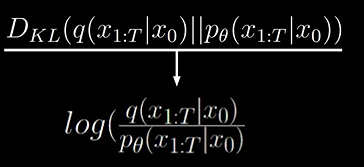 D_{KL}(q(x_{1:T}|x_0)||p_θ(x_{1:T}|x_0))
log(\frac{q(x_{1:T}|x_0)}{p_θ(x_{1:T}|x_0)}